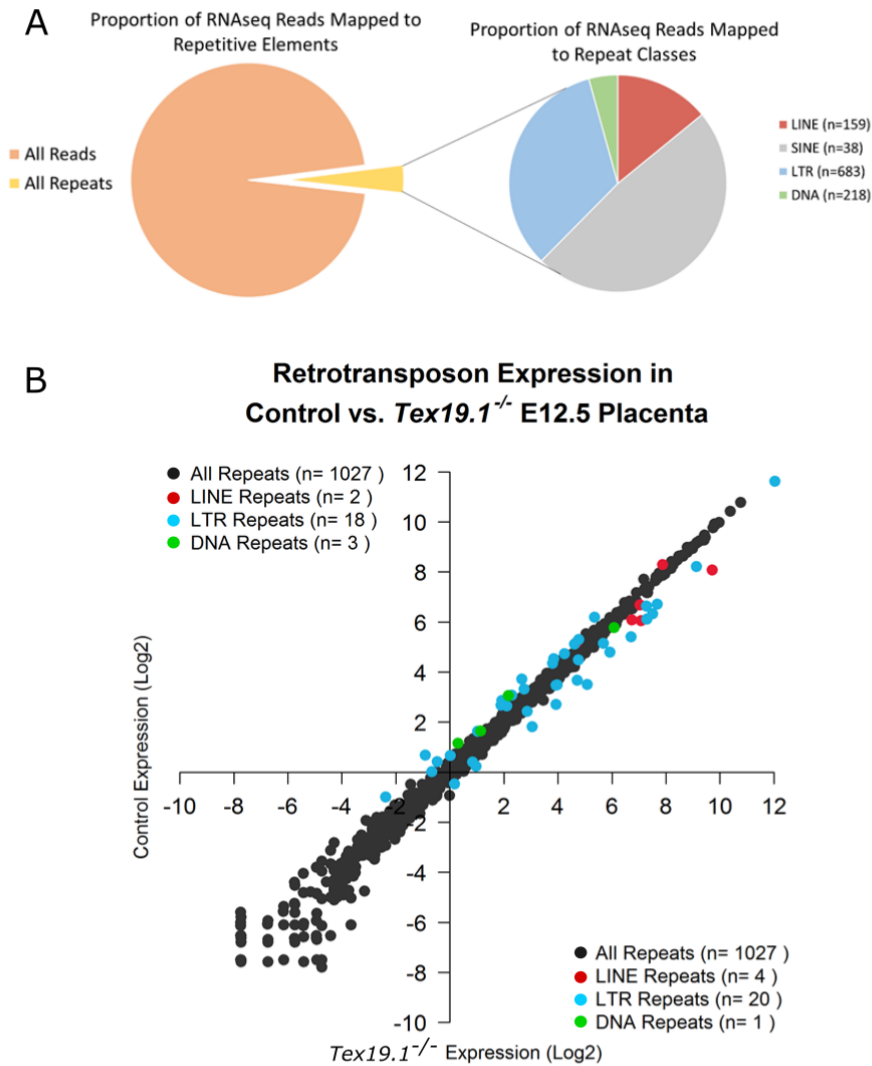 A
Proportion of RNAseq Reads Mapped to
Repetitive Elements
All Reads
All Repeats
Proportion of RNAseq Reads Mapped
to Repeat Classes
LINE (n=159)
SINE (n=38)
LTR (n=683)
DNA (n=218)
B
Retrotransposon Expression in
Control vs. Tex19.1-/- E12.5 Placenta
All Repeats (n= 1027 )
LINE Repeats (n= 2 )
LTR Repeats (n= 18 )
DNA Repeats (n= 3 )
12
10
8
6
4
2
-10 -8 -6 -4 -2 2 4 6 8 10 12
-2
-4
-6
-8
-10
Control Expression (Log2)
All Repeats (n= 1027 )
LINE Repeats (n= 4 )
LTR Repeats (n= 20 )
DNA Repeats (n= 1 )
Tex19.1-/- Expression (Log2)